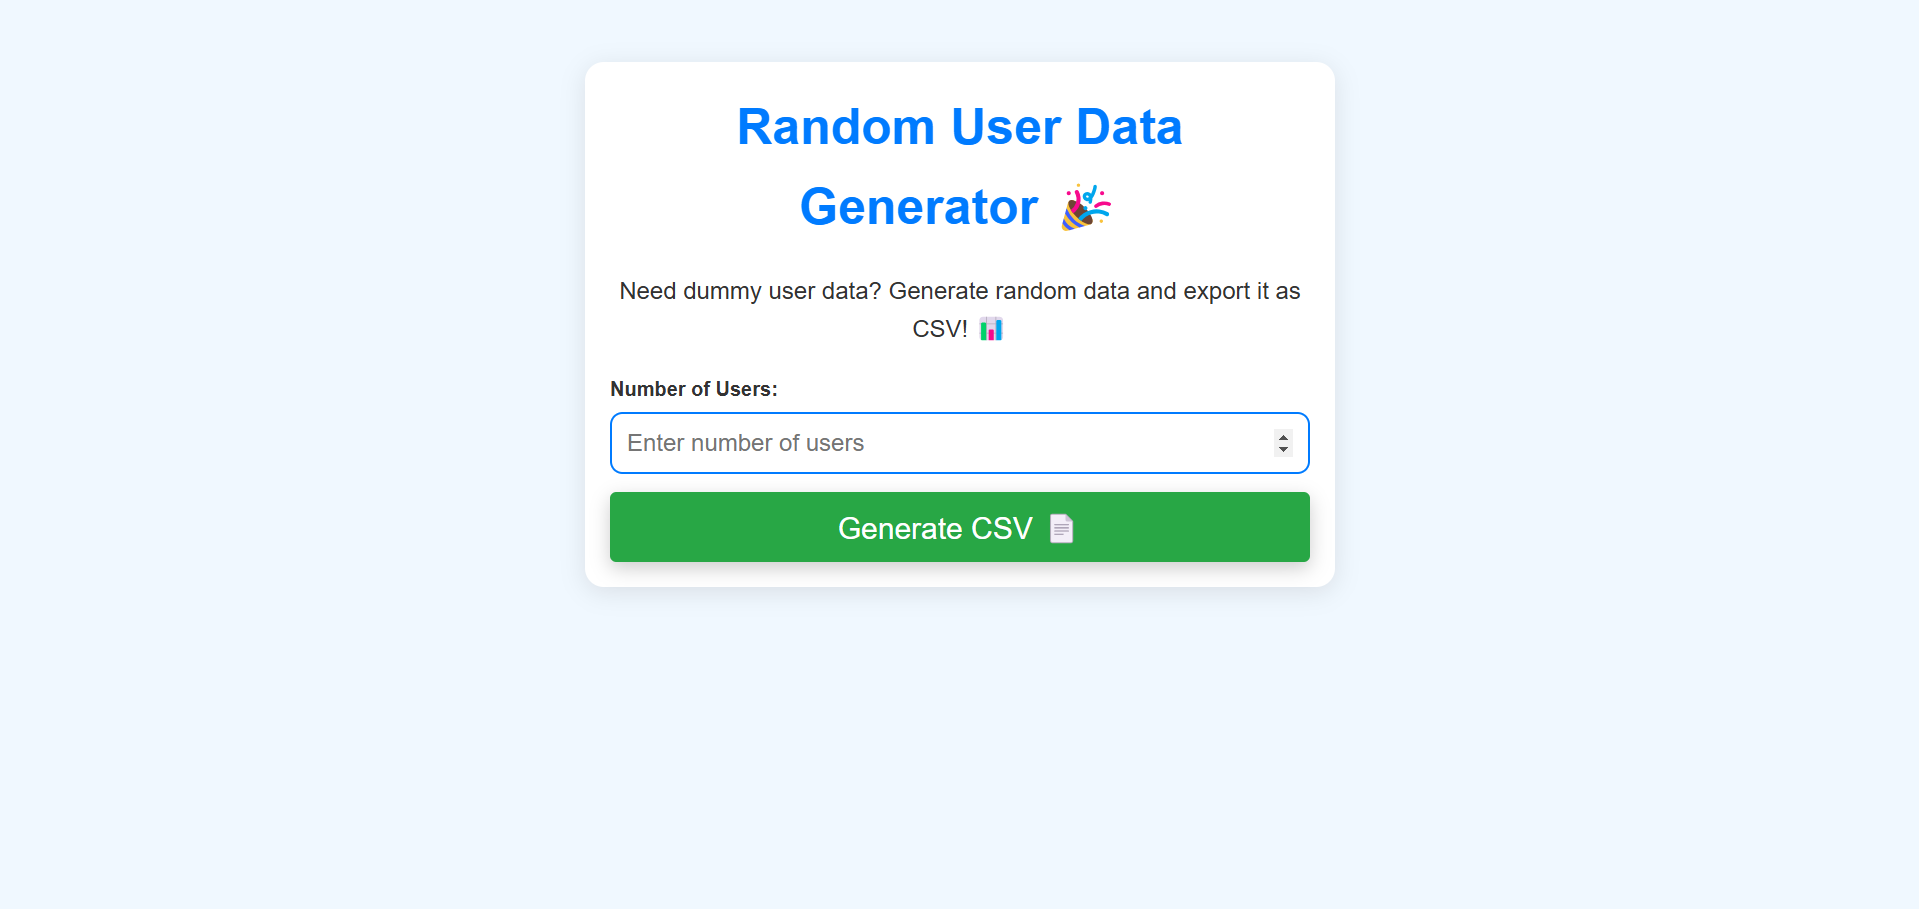 Random User Data
Generator 🎉
Need dummy user data? Generate random data and export it as
CSV! 📊
Number of Users:
Enter number of users
Generate CSV 📄